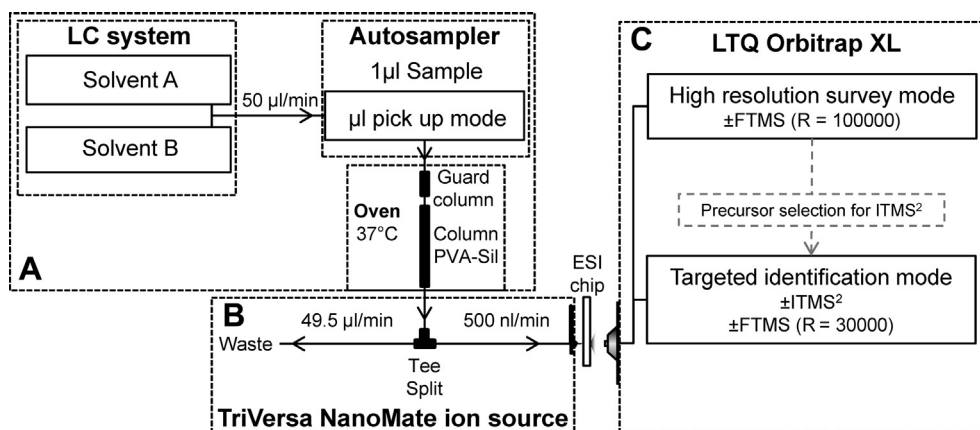 LC system
Solvent A
Solvent B
50 µl/min
Autosampler
1µl Sample
µl pick up mode
Guard
column
Oven
37°C
Column
PVA-Sil
A
B
49.5 µl/min
500 nl/min
Waste
Tee
Split
TriVersa NanoMate ion source
ESI
chip
C
LTQ Orbitrap XL
High resolution survey mode
±FTMS (R = 100000)
Precursor selection for ITMS²
Targeted identification mode
±ITMS²
±FTMS (R = 30000)